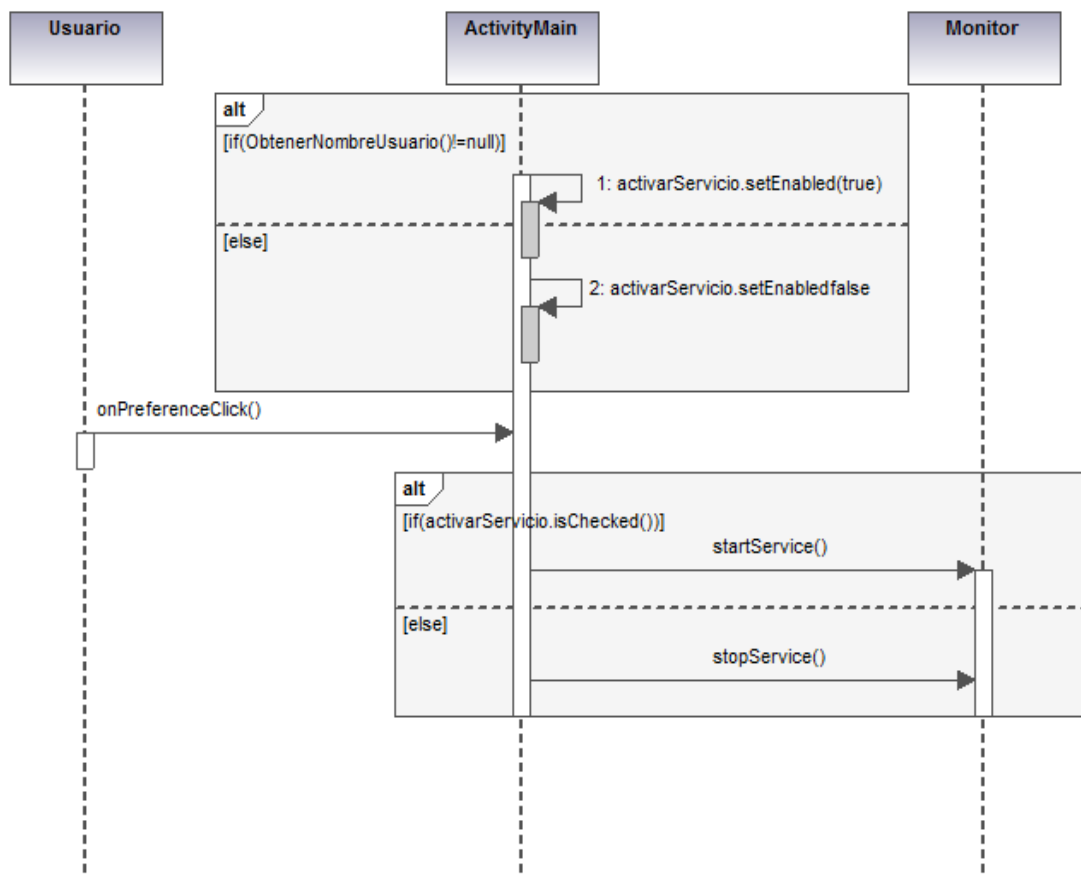 Usuario
ActivityMain
Monitor
alt
[if(ObtenerNombreUsuario()!=null)]
1: activarServicio.setEnabled(true)
[else]
2: activarServicio.setEnabledfalse
onPreferenceClick()
alt
[if(activarServicio.isChecked())]
startService()
[else]
stopService()